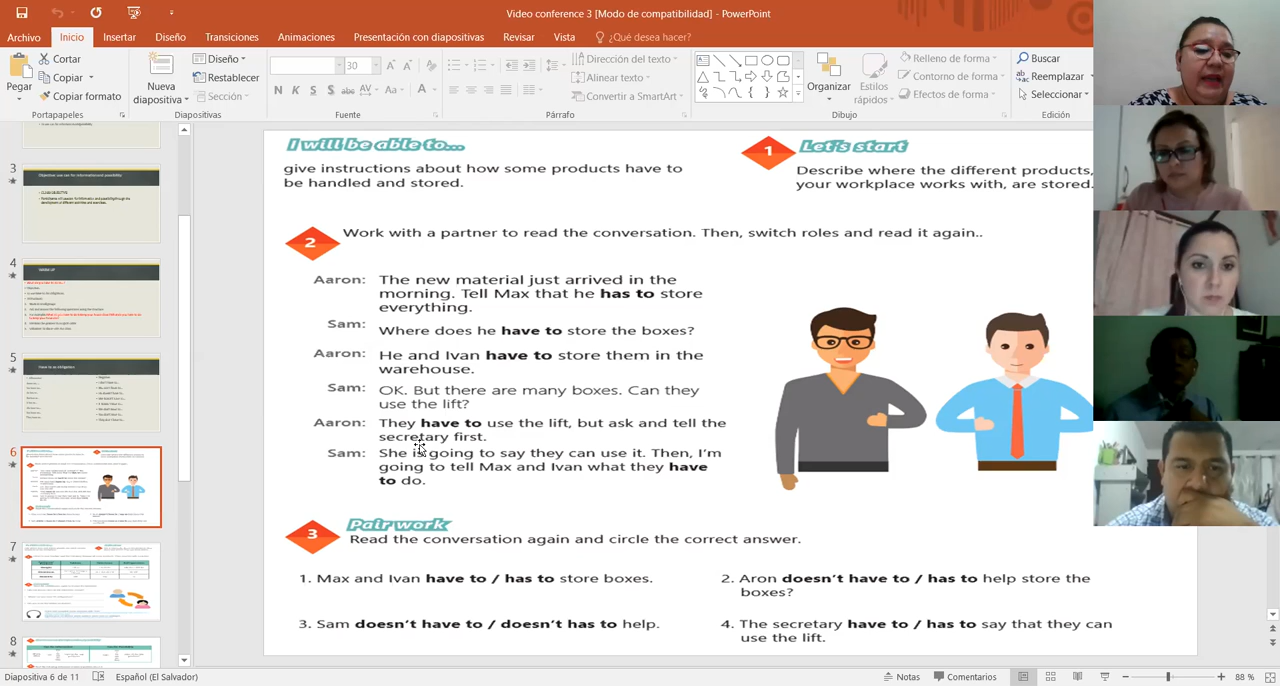 Video conference 3 [Modo de compatibilidad] - PowerPoint
Archivo Inicio Insertar Diseño Transiciones Animaciones Presentación con diapositivas Revisar Vista ¿Qué desea hacer?
Pegar
Cortar
Copiar
Copiar formato
Portapapeles
Nueva
diapositiva
Diseño
Restablecer
Sección
Diapositivas
30
N K S S abc AV Aa A
Fuente
Dirección del texto
Alinear texto
Convertir a SmartArt
Párrafo
Organizar
Estilos
rápidos
Relleno de forma
Contorno de forma
Efectos de forma
Dibujo
Buscar
Reemplazar
Seleccionar
Edición
3
4
5
6
7
8
I will be able to...
give instructions about how some products have to
be handled and stored.
1 Let's start
Describe where the different products,
your workplace works with, are stored.
2 Work with a partner to read the conversation. Then, switch roles and read it again..
Aaron: The new material just arrived in the
morning. Tell Max that he has to store
everything.
Sam: Where does he have to store the boxes?
Aaron: He and Ivan have to store them in the
warehouse.
Sam: OK. But there are many boxes. Can they
use the lift?
Aaron: They have to use the lift, but ask and tell the
secretary first.
Sam: She is going to say they can use it. Then, I'm
going to tell Max and Ivan what they have
to do.
3 Pair work
Read the conversation again and circle the correct answer.
1. Max and Ivan have to / has to store boxes.
2. doesn't have to / has to help store the
boxes?
3. Sam doesn't have to / doesn't has to help.
4. The secretary have to / has to say that they can
use the lift.
Diapositiva 6 de 11 Español (El Salvador) Notas Comentarios 88 %